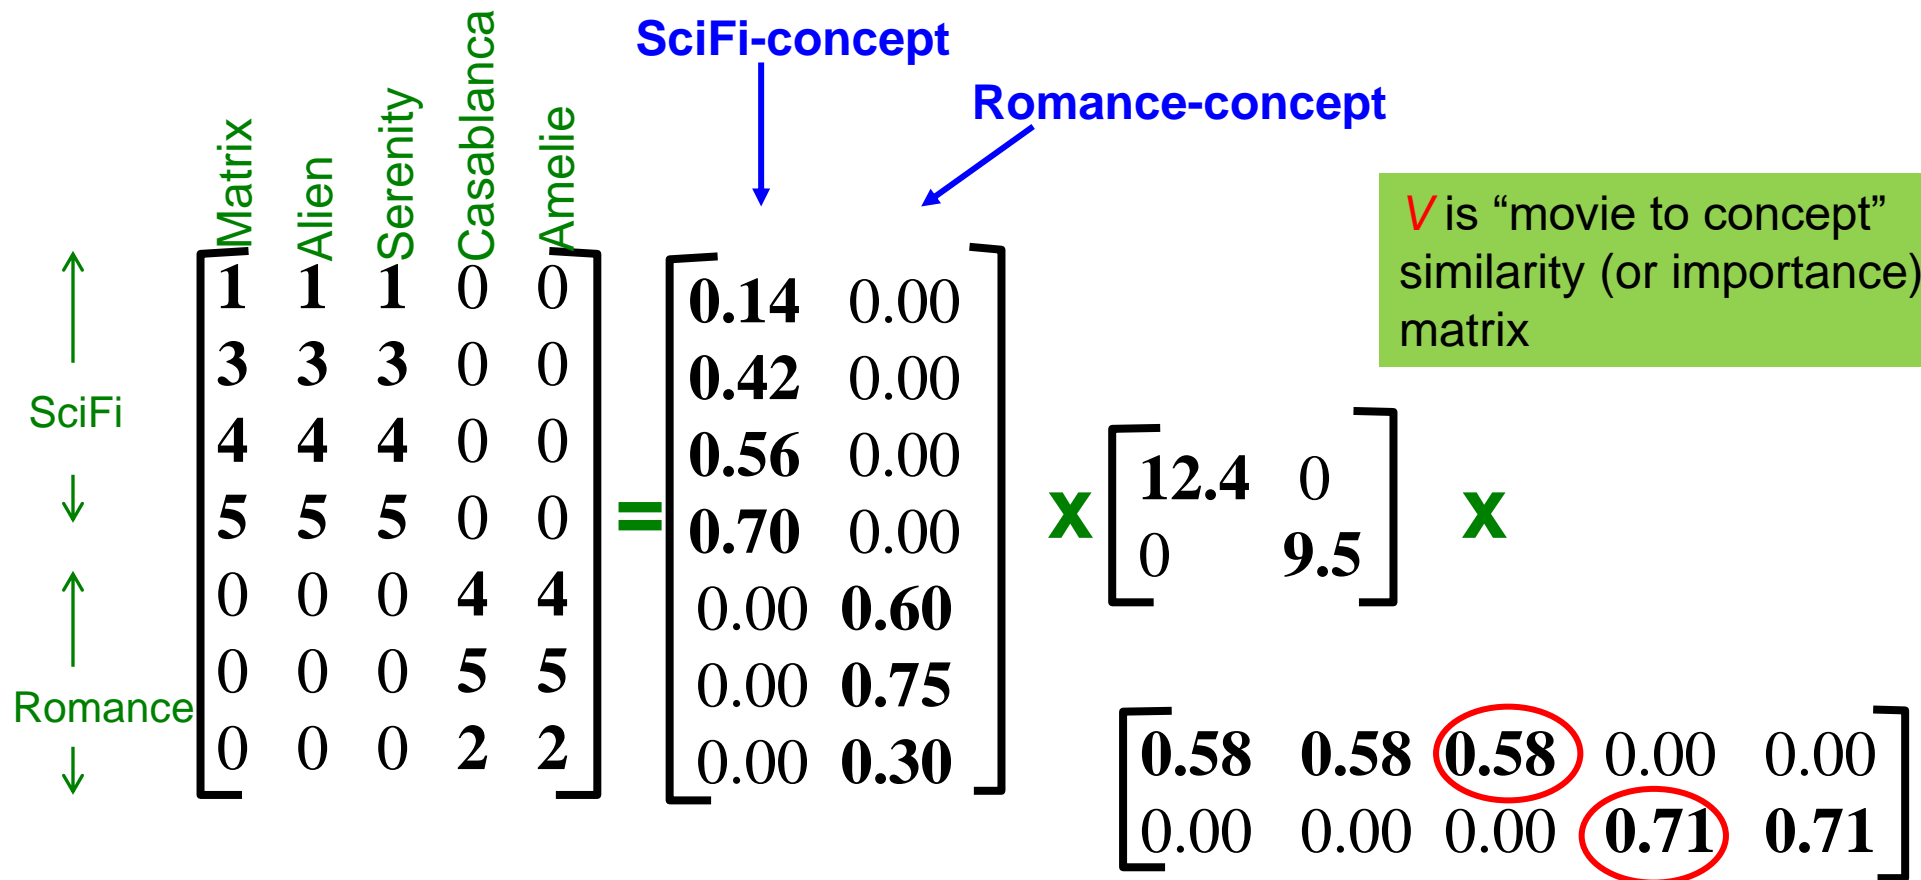 SciFi-concept
Romance-concept
Matrix
Alien
Serenity
Casablanca
Amelie
V is “movie to conc”
similarity (or importance)
matrix
SciFi
Romance
1 1 1 0 0
3 3 3 0 0
4 4 4 0 0
5 5 5 0 0
0 0 0 4 4
0 0 0 5 5
0 0 0 2 2
=
0.14 0.00
0.42 0.00
0.56 0.00
0.70 0.00
0.00 0.60
0.00 0.75
0.00 0.30
x
12.4 0
0 9.5
x
0.58 0.58 0.58 0.00 0.00
0.00 0.00 0.00 0.71 0.71